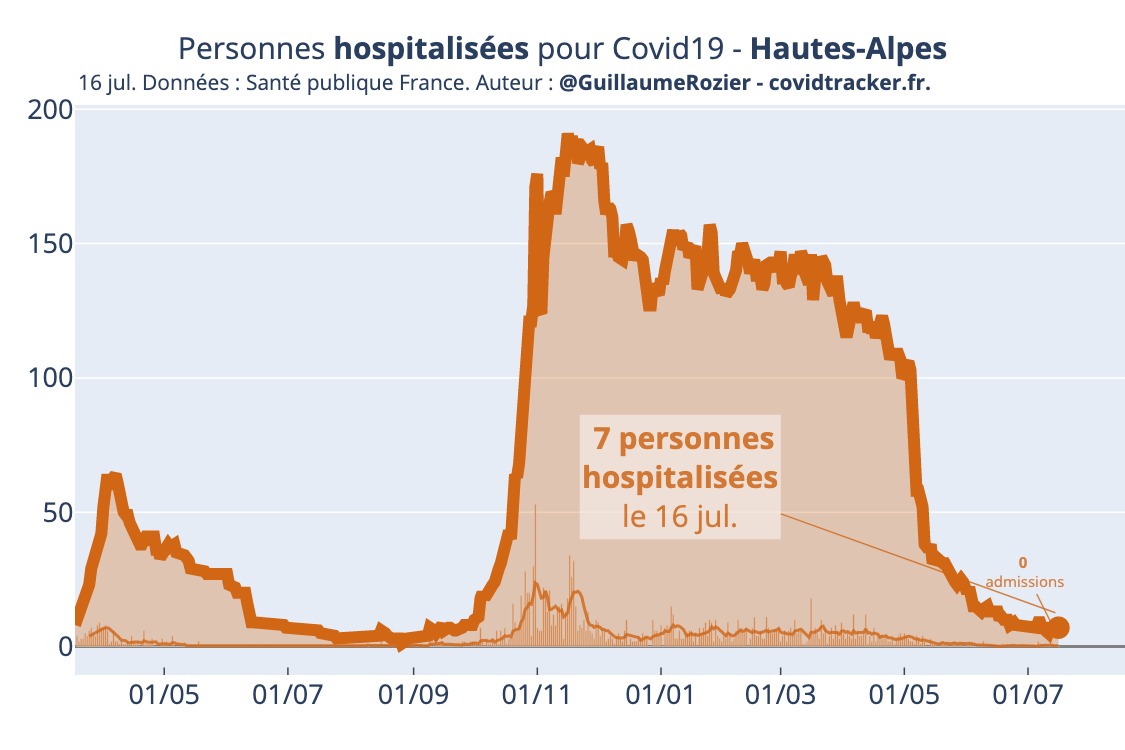 Personnes hospitalisées pour Covid19 - Hautes-Alpes
16 jul. Données : Santé publique France. Auteur : @GuillaumeRozier - covidtracker.fr.
200
150
100
50
0
7 personnes
hospitalisées
le 16 jul.
0
admissions
01/05 01/07 01/09 01/11 01/01 01/03 01/05 01/07